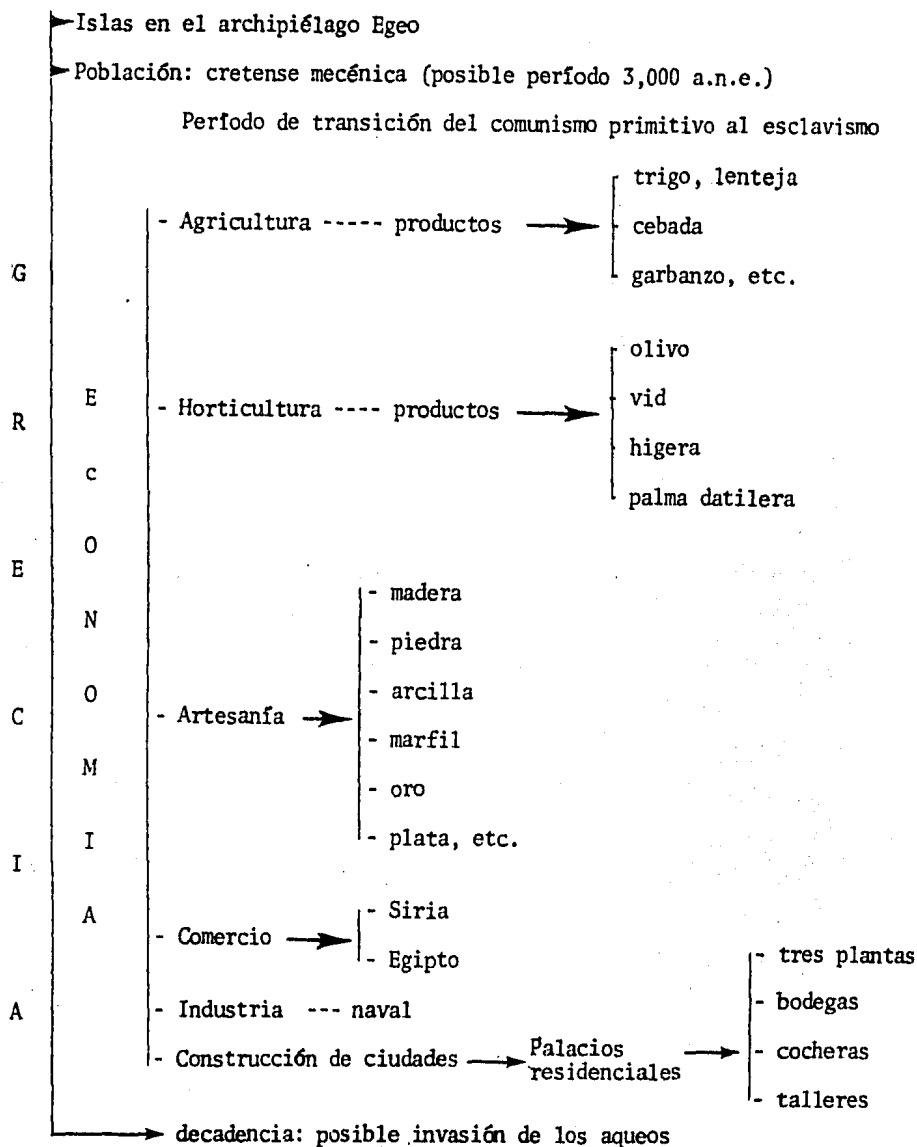 Islas en el archipiélago Egeo
Población: cretense mecénica (posible período 3,000 a.n.e.)
Período de transición del comunismo primitivo al esclavismo
GRECIA
ECONOMIA
- Agricultura ----- productos
trigo, lenteja
cebada
garbanzo, etc.
- Horticultura ---- productos
olivo
vid
higera
palma datilera
- Artesanía
- madera
- piedra
- arcilla
- marfil
- oro
- plata, etc.
- Comercio
- Siria
- Egipto
- Industria --- naval
- Construcción de ciudades
Palacios
residenciales
- tres plantas
- bodegas
- cocheras
- talleres
decadencia: posible invasión de los aqueos